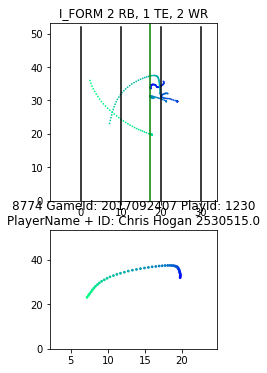 I_FORM 2 RB, 1 TE, 2 WR
50
40
30
20
10
0
0 10 20 30
8774 GameId: 2017092407 PlayId: 1230
PlayerName + ID: Chris Hogan 2530515.0
40
20
0
5 10 15 20